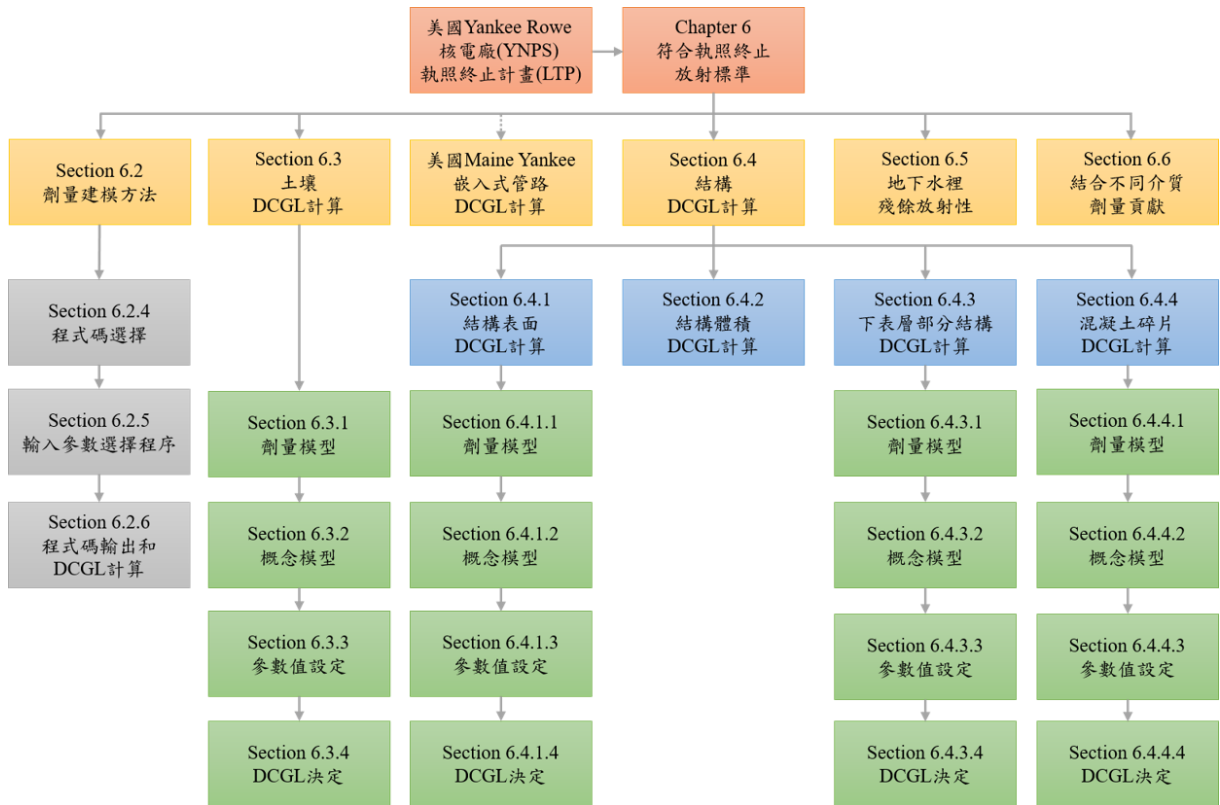 美國Yankee Rowe
核電廠(YNPS)
執照終止計畫(LTP)
Chapter 6
符合執照終止
放射標準
Section 6.2
劑量建模方法
Section 6.3
土壤
DCGL計算
美國Maine Yankee
嵌入式管路
DCGL計算
Section 6.4
結構
DCGL計算
Section 6.5
地下水裡
殘餘放射性
Section 6.6
結合不同介質
劑量貢獻
Section 6.2.4
程式碼選擇
Section 6.4.1
結構表面
DCGL計算
Section 6.4.2
結構體積
DCGL計算
Section 6.4.3
下表層部分結構
DCGL計算
Section 6.4.4
混凝土碎片
DCGL計算
Section 6.2.5
輸入參數選擇程序
Section 6.3.1
劑量模型
Section 6.4.1.1
劑量模型
Section 6.4.3.1
劑量模型
Section 6.4.4.1
劑量模型
Section 6.2.6
程式碼輸出和
DCGL計算
Section 6.3.2
概念模型
Section 6.4.1.2
概念模型
Section 6.4.3.2
概念模型
Section 6.4.4.2
概念模型
Section 6.3.3
參數值設定
Section 6.4.1.3
參數值設定
Section 6.4.3.3
參數值設定
Section 6.4.4.3
參數值設定
Section 6.3.4
DCGL決定
Section 6.4.1.4
DCGL決定
Section 6.4.3.4
DCGL決定
Section 6.4.4.4
DCGL決定